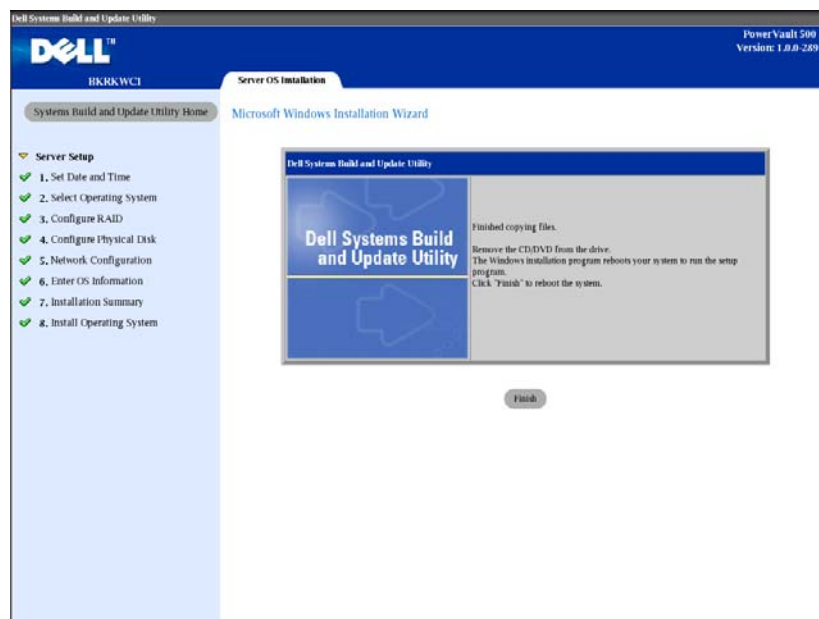 Dell Systems Build and Update Utility
DELL™
PowerVault 500
Version: 1.0.0-289
BKRKWC1
Server OS Installation
Systems Build and Update Utility Home
Microsoft Windows Installation Wizard
Server Setup
1. Set Date and Time
2. Select Operating System
3. Configure RAID
4. Configure Physical Disk
5. Network Configuration
6. Enter OS Information
7. Installation Summary
8. Install Operating System
Dell Systems Build and Update Utility
Dell Systems Build
and Update Utility
Finished copying files.
Remove the CD/DVD from the drive.
The Windows installation program reboots your system to run the setup
program.
Click "Finish" to reboot the system.
Finish